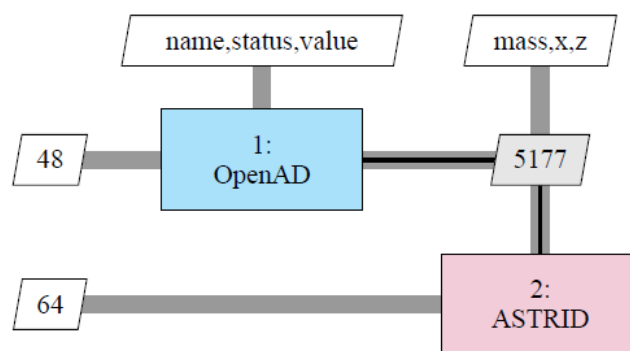 name,status,value
mass,x,z
48
1:
OpenAD
5177
64
2:
ASTRID